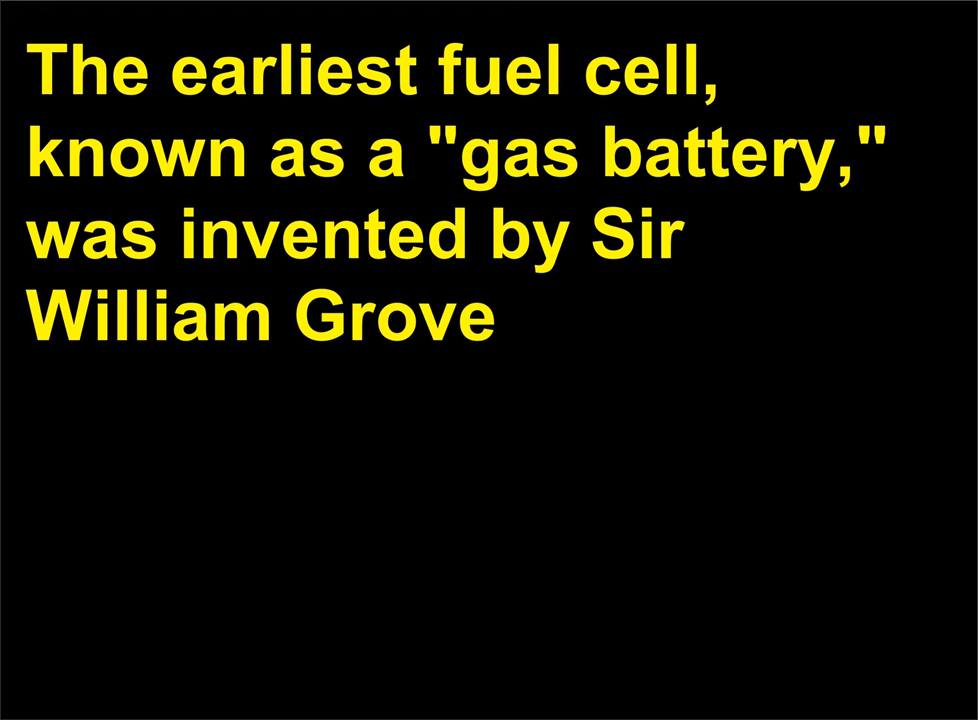 The earliest fuel cell,
known as a "gas battery,"
was invented by Sir
William Grove